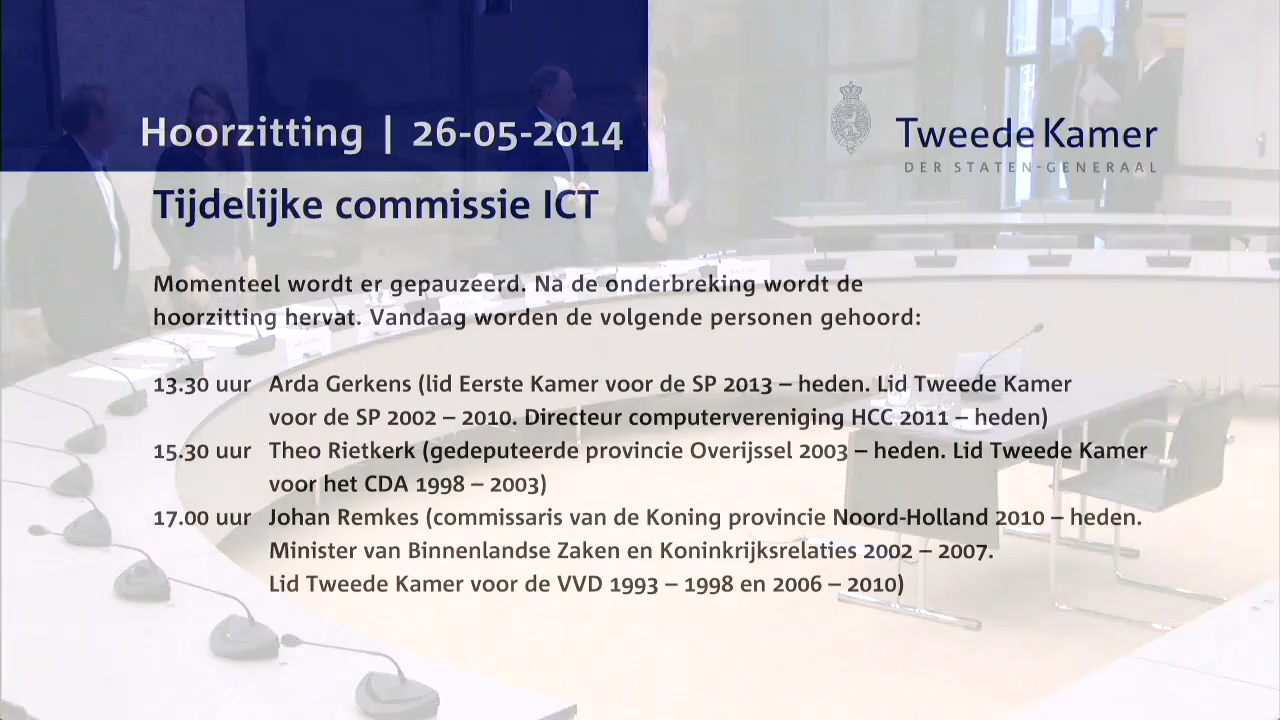 Hoorzitting | 26-05-2014
Tweede Kamer
DER STATEN-GENERAAL
Tijdelijke commissie ICT
Momenteel wordt er gepauzeerd. Na de onderbreking wordt de
hoorzitting hervat. Vandaag worden de volgende personen gehoord:
13.30 uur Arda Gerkens (lid Eerste Kamer voor de SP 2013 – heden. Lid Tweede Kamer
voor de SP 2002 – 2010. Directeur computervereniging HCC 2011 – heden)
15.30 uur Theo Rietkerk (gedeputeerde provincie Overijssel 2003 – heden. Lid Tweede Kamer
voor het CDA 1998 – 2003)
17.00 uur Johan Remkes (commissaris van de Koning provincie Noord-Holland 2010 – heden.
Minister van Binnenlandse Zaken en Koninkrijksrelaties 2002 – 2007.
Lid Tweede Kamer voor de VVD 1993 – 1998 en 2006 – 2010)